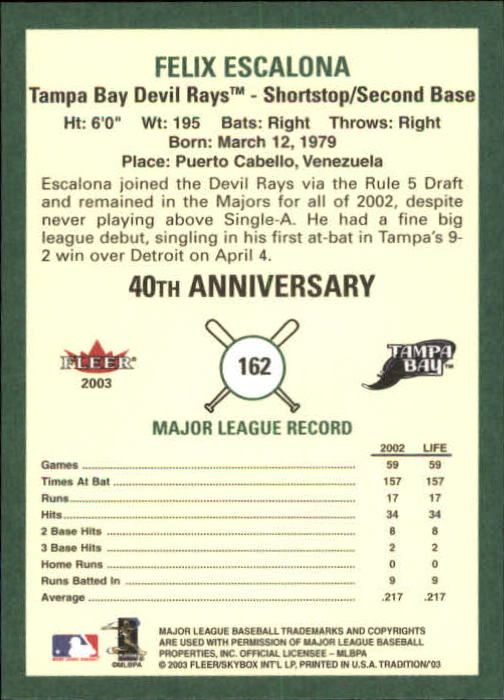 FELIX ESCALONA
Tampa Bay Devil Rays™ - Shortstop/Second Base
Ht: 6'0" Wt: 195 Bats: Right Throws: Right
Born: March 12, 1979
Place: Puerto Cabello, Venezuela
Escalona joined the Devil Rays via the Rule 5 Draft
and remained in the Majors for all of 2002, despite
never playing above Single-A. He had a fine big
league debut, singling in his first at-bat in Tampa's 9-
2 win over Detroit on April 4.
40TH ANNIVERSARY
FLEER®
2003
162
TAMPA
BAY™
MAJOR LEAGUE RECORD
2002 LIFE
Games 59 59
Times At Bat 157 157
Runs 17 17
Hits 34 34
2 Base Hits 8 8
3 Base Hits 2 2
Home Runs 0 0
Runs Batted In 9 9
Average .217 .217
©MLBPA
MAJOR LEAGUE BASEBALL TRADEMARKS AND COPYRIGHTS
ARE USED WITH PERMISSION OF MAJOR LEAGUE BASEBALL
PROPERTIES, INC. OFFICIAL LICENSEE - MLBPA
© 2003 FLEER/SKYBOX INT'L LP, PRINTED IN U.S.A. TRADITION/'03